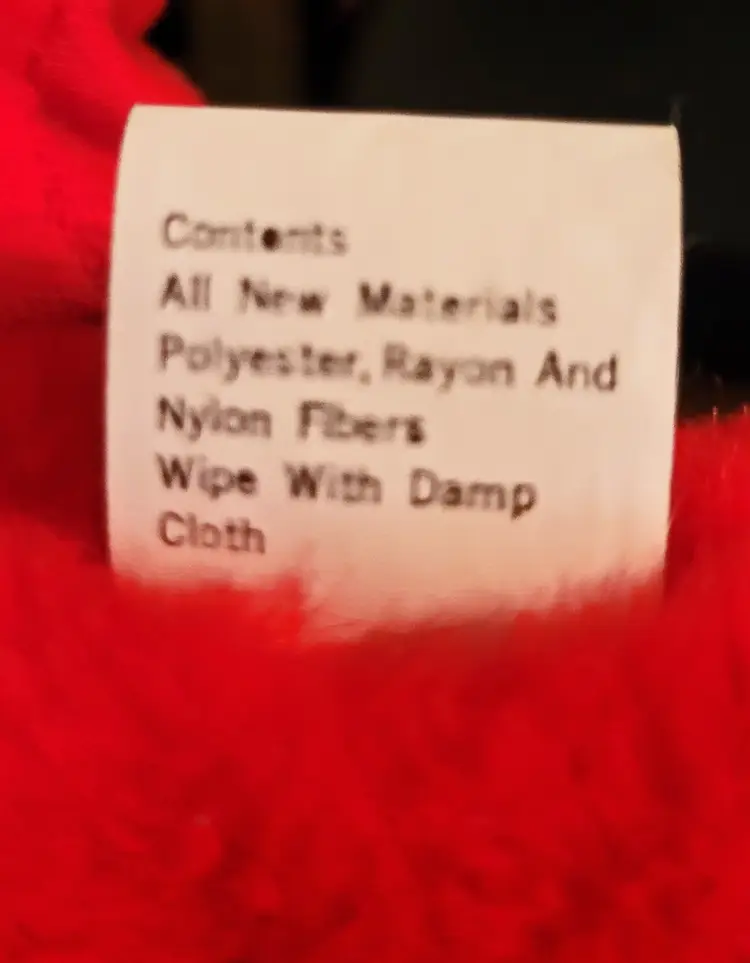 Contents
All New Materials
Polyester, Rayon And
Nylon Fibers
Wipe With Damp
Cloth